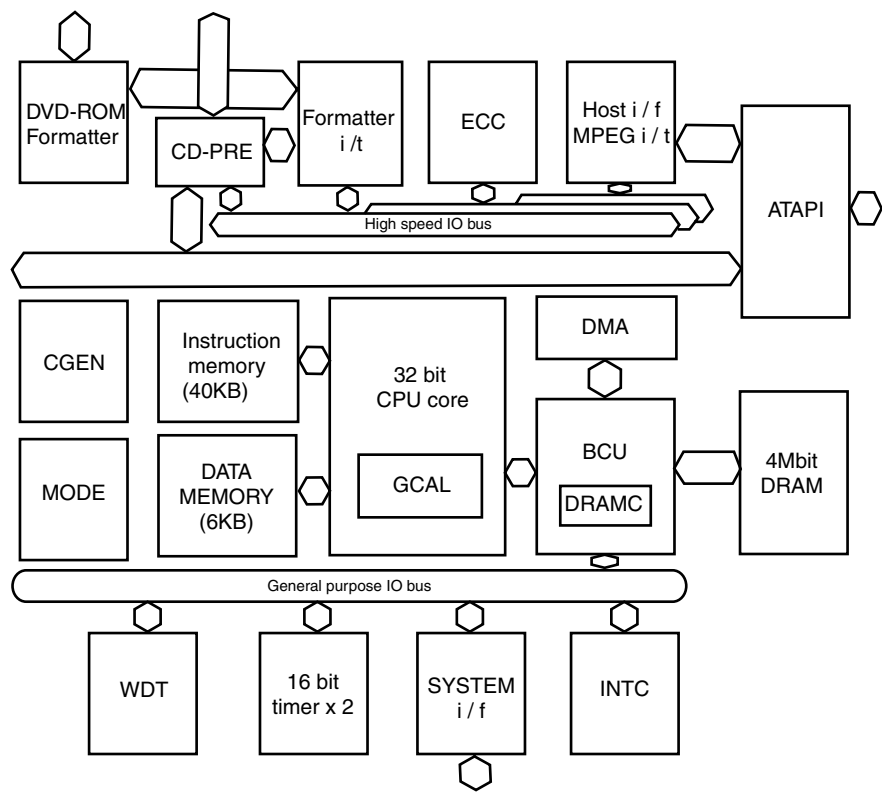 DVD-ROM
Formatter
CD-PRE
Formatter
i /t
ECC
Host i / f
MPEG i / t
ATAPI
High speed IO bus
CGEN
Instruction
memory
(40KB)
32 bit
CPU core
GCAL
DMA
BCU
DRAMC
4Mbit
DRAM
MODE
DATA
MEMORY
(6KB)
General purpose IO bus
WDT
16 bit
timer x 2
SYSTEM
i / f
INTC